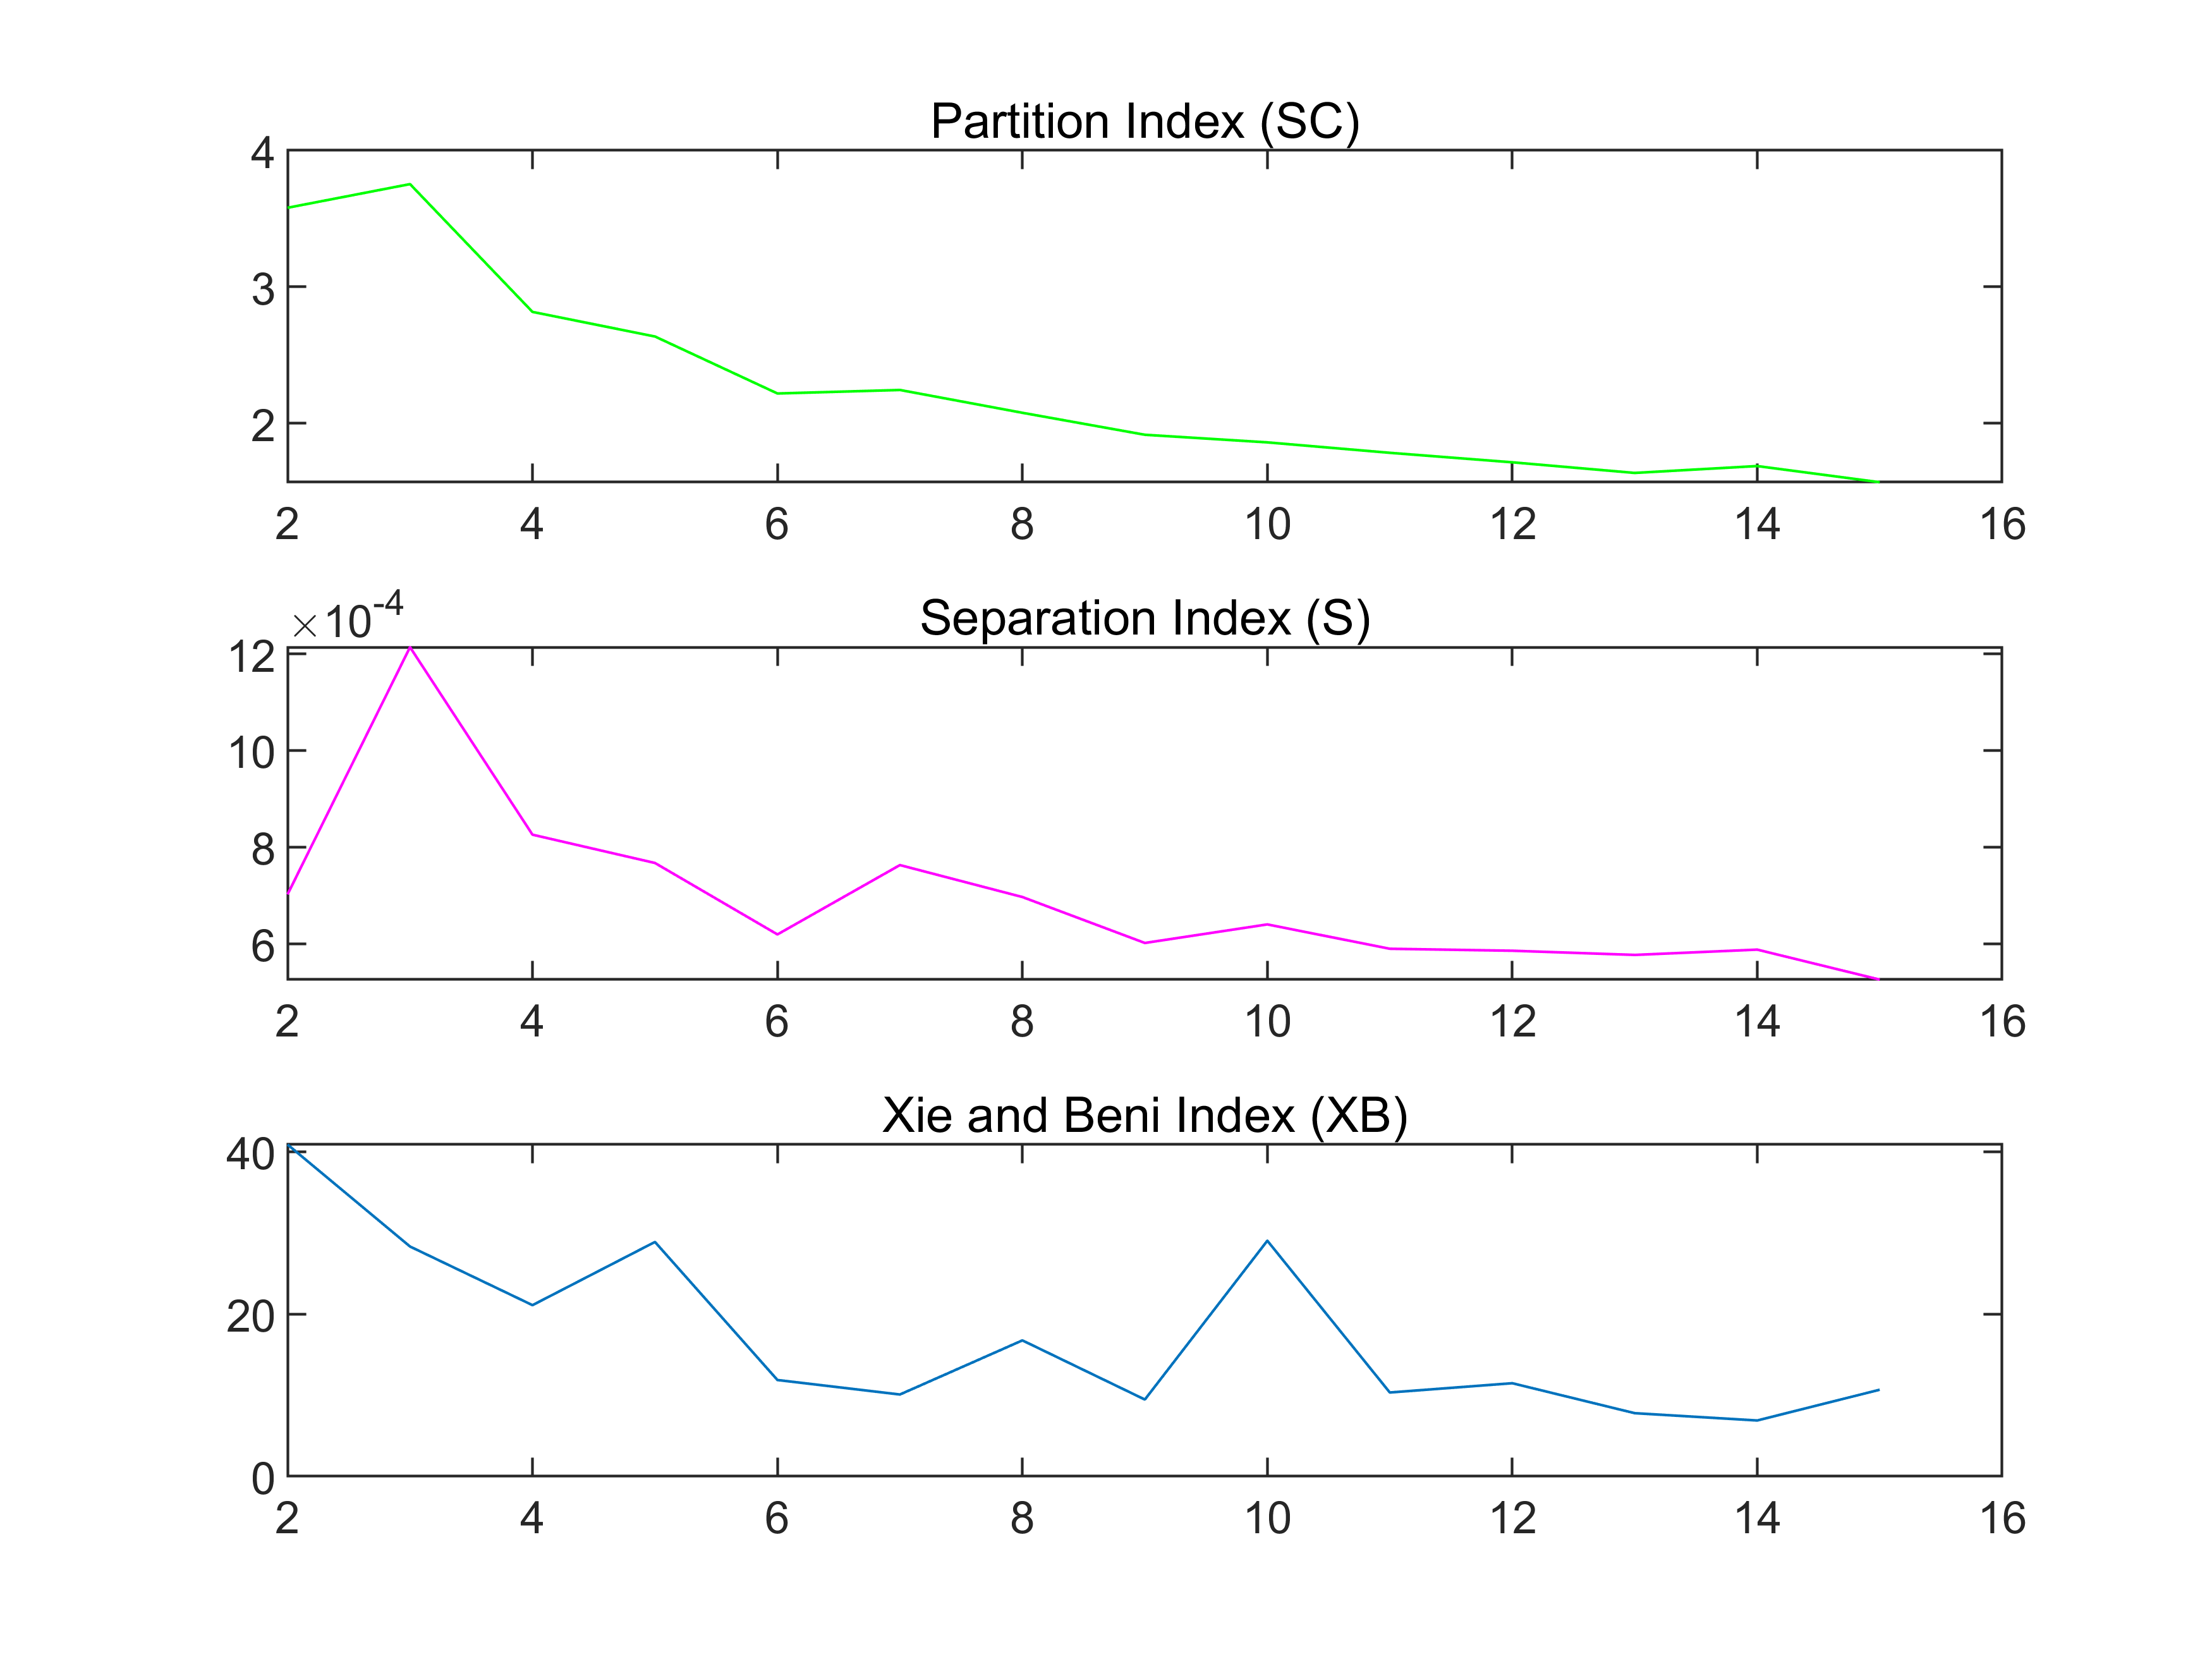 Partition Index (SC)
4
3
2
2 4 6 8 10 12 14 16
×10-4
Separation Index (S)
12
10
8
6
2 4 6 8 10 12 14 16
Xie and Beni Index (XB)
40
20
0
2 4 6 8 10 12 14 16